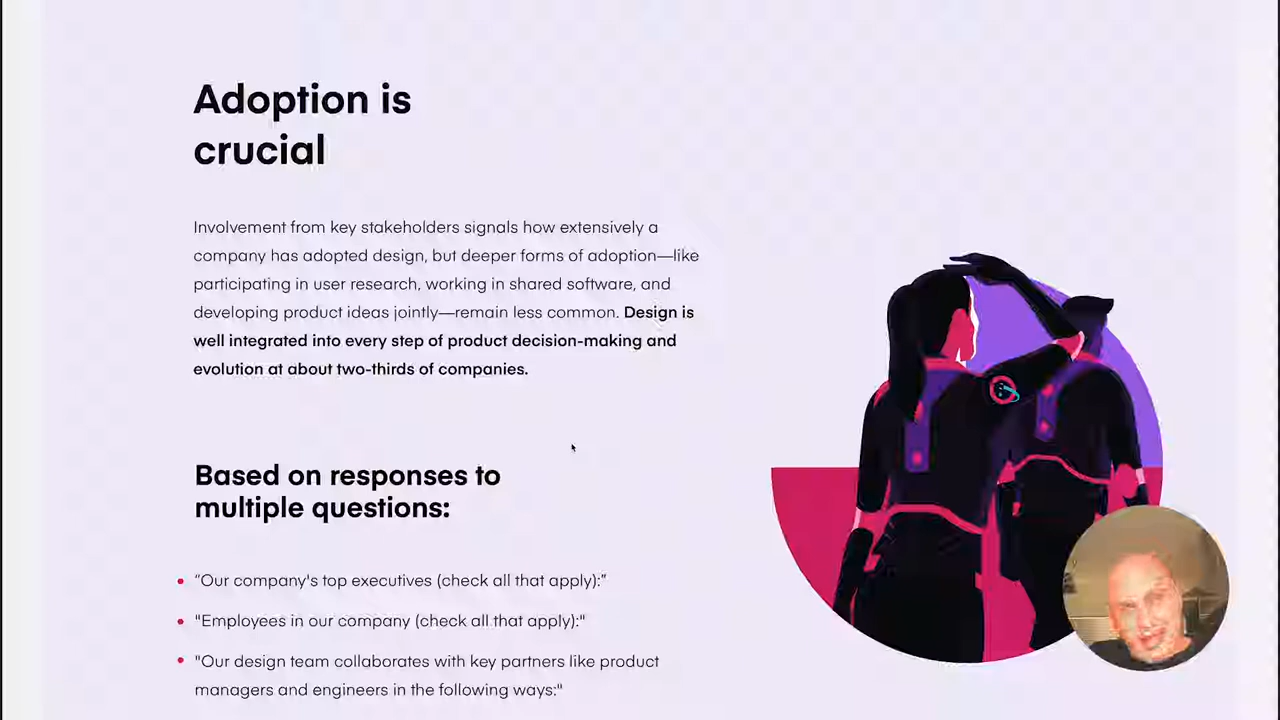 Adoption is
crucial
Involvement from key stakeholders signals how extensively a
company has adopted design, but deeper forms of adoption—like
participating in user research, working in shared software, and
developing product ideas jointly—remain less common. Design is
well integrated into every step of product decision-making and
evolution at about two-thirds of companies.
Based on responses to
multiple questions:
• "Our company's top executives (check all that apply):"
• "Employees in our company (check all that apply):"
• "Our design team collaborates with key partners like product
managers and engineers in the following ways:"